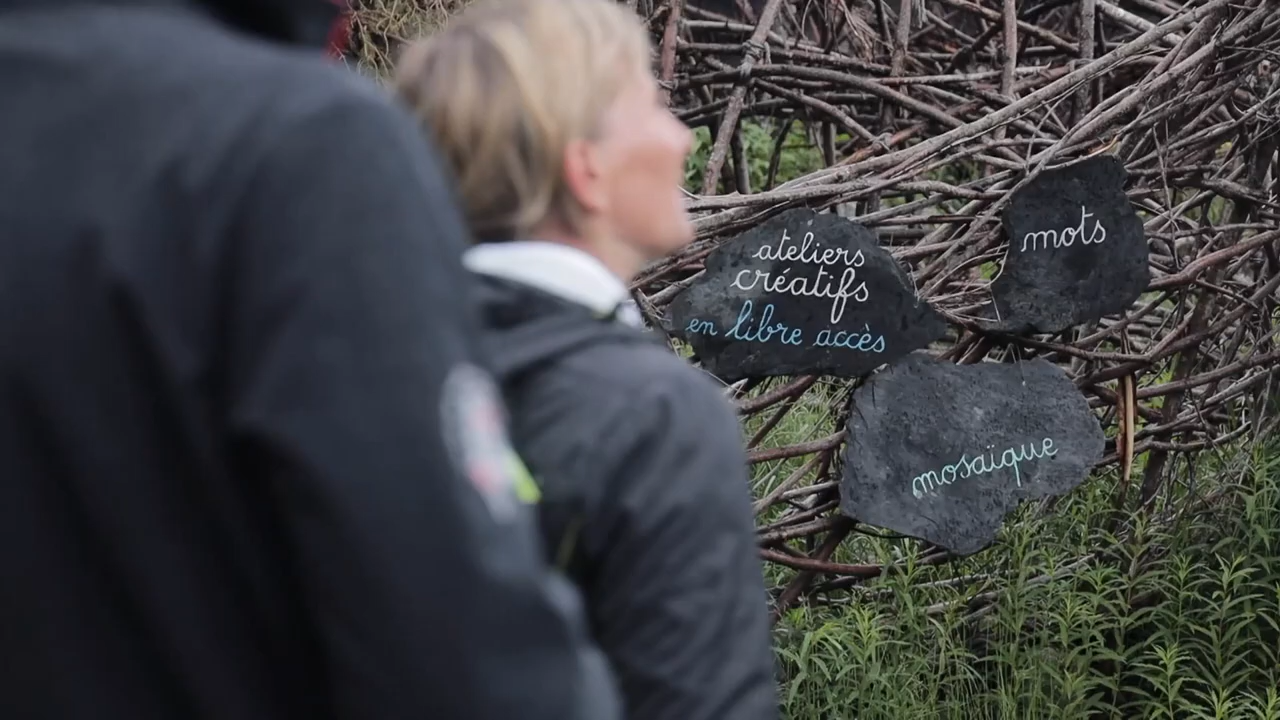 ateliers
créatifs
en libre accès
mots
mosaïque